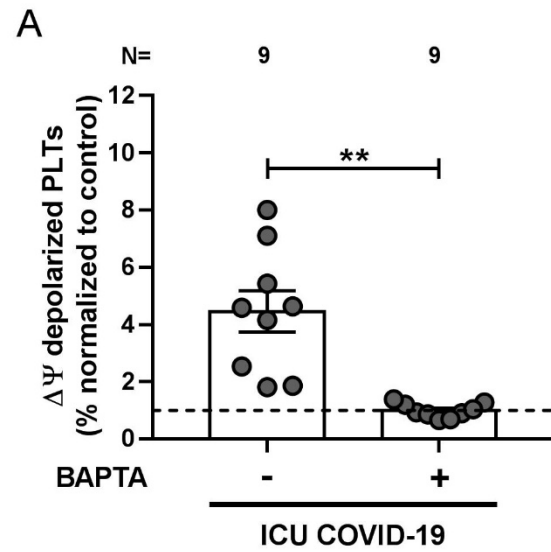 A
N= 9 9
ΔΨ depolarized PLTs
(% normalized to control)
12
10
8
6
4
2
0
**
BAPTA - +
ICU COVID-19